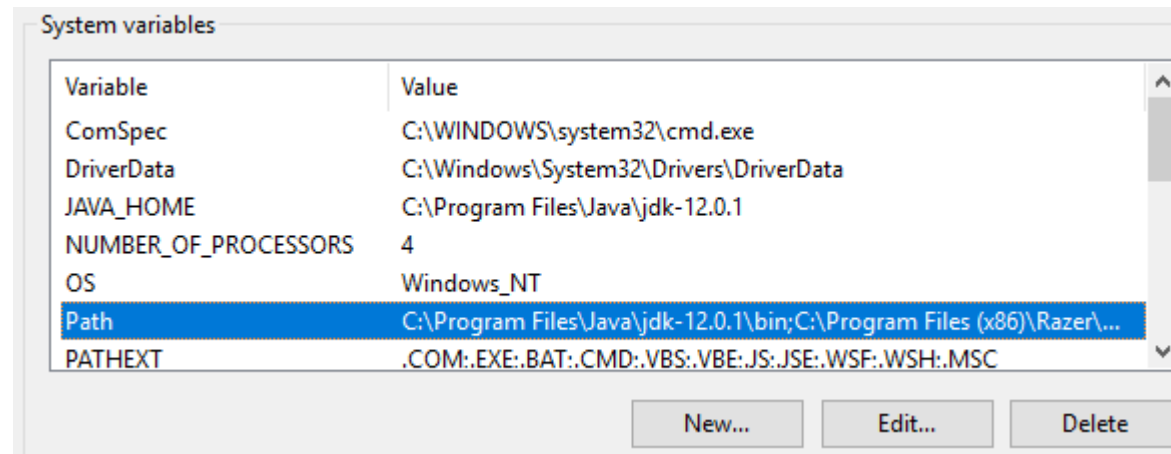 System variables
Variable Value
ComSpec C:\WINDOWS\system32\cmd.exe
DriverData C:\Windows\System32\Drivers\DriverData
JAVA_HOME C:\Program Files\Java\jdk-12.0.1
NUMBER_OF_PROCESSORS 4
OS Windows_NT
Path C:\Program Files\Java\jdk-12.0.1\bin;C:\Program Files (x86)\Razer\...
PATHEXT .COM;.EXE;.BAT;.CMD;.VBS;.VBE;.JS;.JSE;.WSF;.WSH;.MSC
New... Edit... Delete